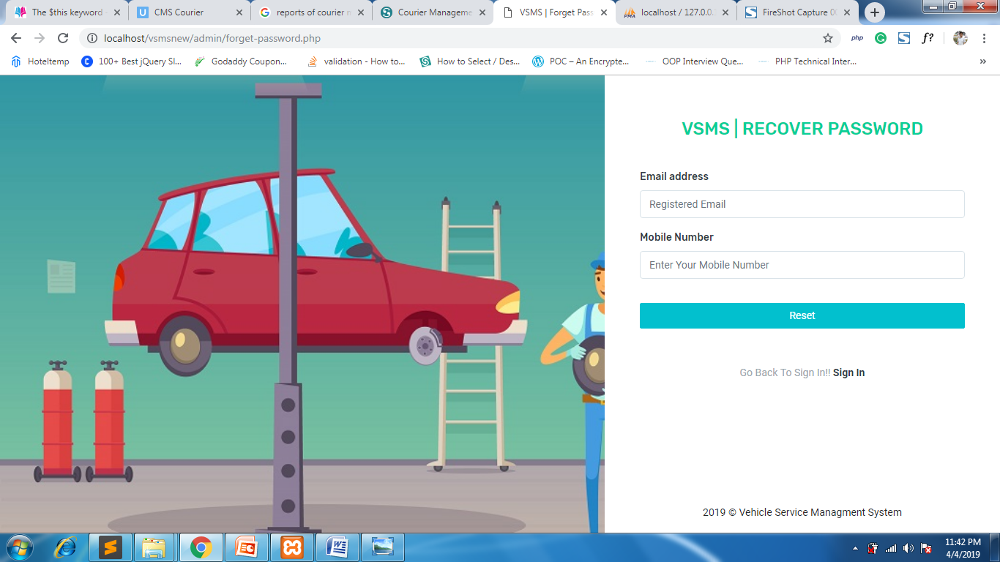 The $this keyword -
CMS Courier
reports of courier m
Courier Manageme
VSMS | Forget Pass
localhost / 127.0.0.
FireShot Capture 00
localhost/vsmsnew/admin/forget-password.php
php
f?
Hoteltemp
100+ Best jQuery Sl...
Godaddy Coupon...
validation - How to...
How to Select / Des...
POC – An Encrypte...
OOP Interview Que...
PHP Technical Inter...
»
VSMS | RECOVER PASSWORD
Email address
Registered Email
Mobile Number
Enter Your Mobile Number
Reset
Go Back To Sign In!! Sign In
2019 © Vehicle Service Managment System
11:42 PM
4/4/2019